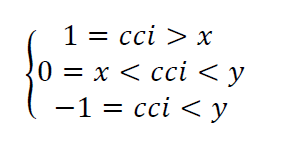 1 = cci > x
0 = x < cci < y
−1 = cci < y